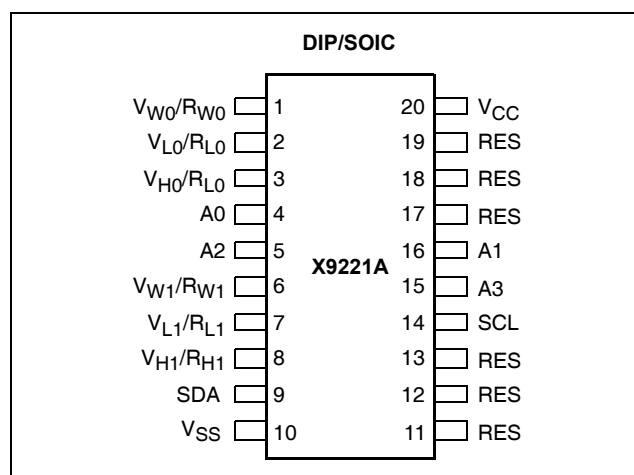 DIP/SOIC
VW0/RW0 1 20 VCC
VL0/RL0 2 19 RES
VH0/RL0 3 18 RES
A0 4 17 RES
A2 5 16 A1
X9221A
VW1/RW1 6 15 A3
VL1/RL1 7 14 SCL
VH1/RH1 8 13 RES
SDA 9 12 RES
VSS 10 11 RES